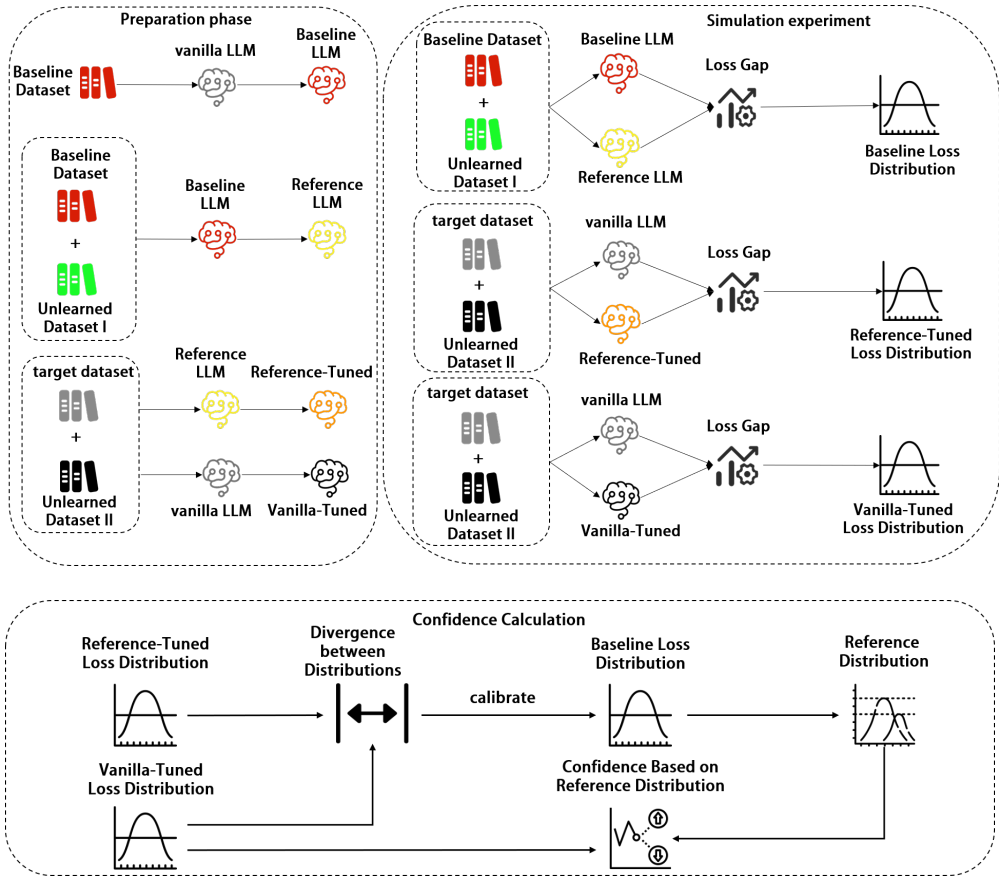 Preparation phase
vanilla LLM
Baseline
LLM
Baseline
Dataset
Baseline
Dataset
+
Unlearned
Dataset I
Baseline
LLM
Reference
LLM
target dataset
+
Unlearned
Dataset II
Reference
LLM
Reference-Tuned
vanilla LLM
Vanilla-Tuned
Simulation experiment
Baseline Dataset
+
Unlearned
Dataset I
Baseline LLM
Reference LLM
Loss Gap
Baseline Loss
Distribution
target dataset
+
Unlearned
Dataset II
vanilla LLM
Reference-Tuned
Loss Gap
Reference-Tuned
Loss Distribution
target dataset
+
Unlearned
Dataset II
vanilla LLM
Vanilla-Tuned
Loss Gap
Vanilla-Tuned
Loss Distribution
Confidence Calculation
Reference-Tuned
Loss Distribution
Divergence
between
Distributions
calibrate
Baseline Loss
Distribution
Reference
Distribution
Vanilla-Tuned
Loss Distribution
Confidence Based on
Reference Distribution